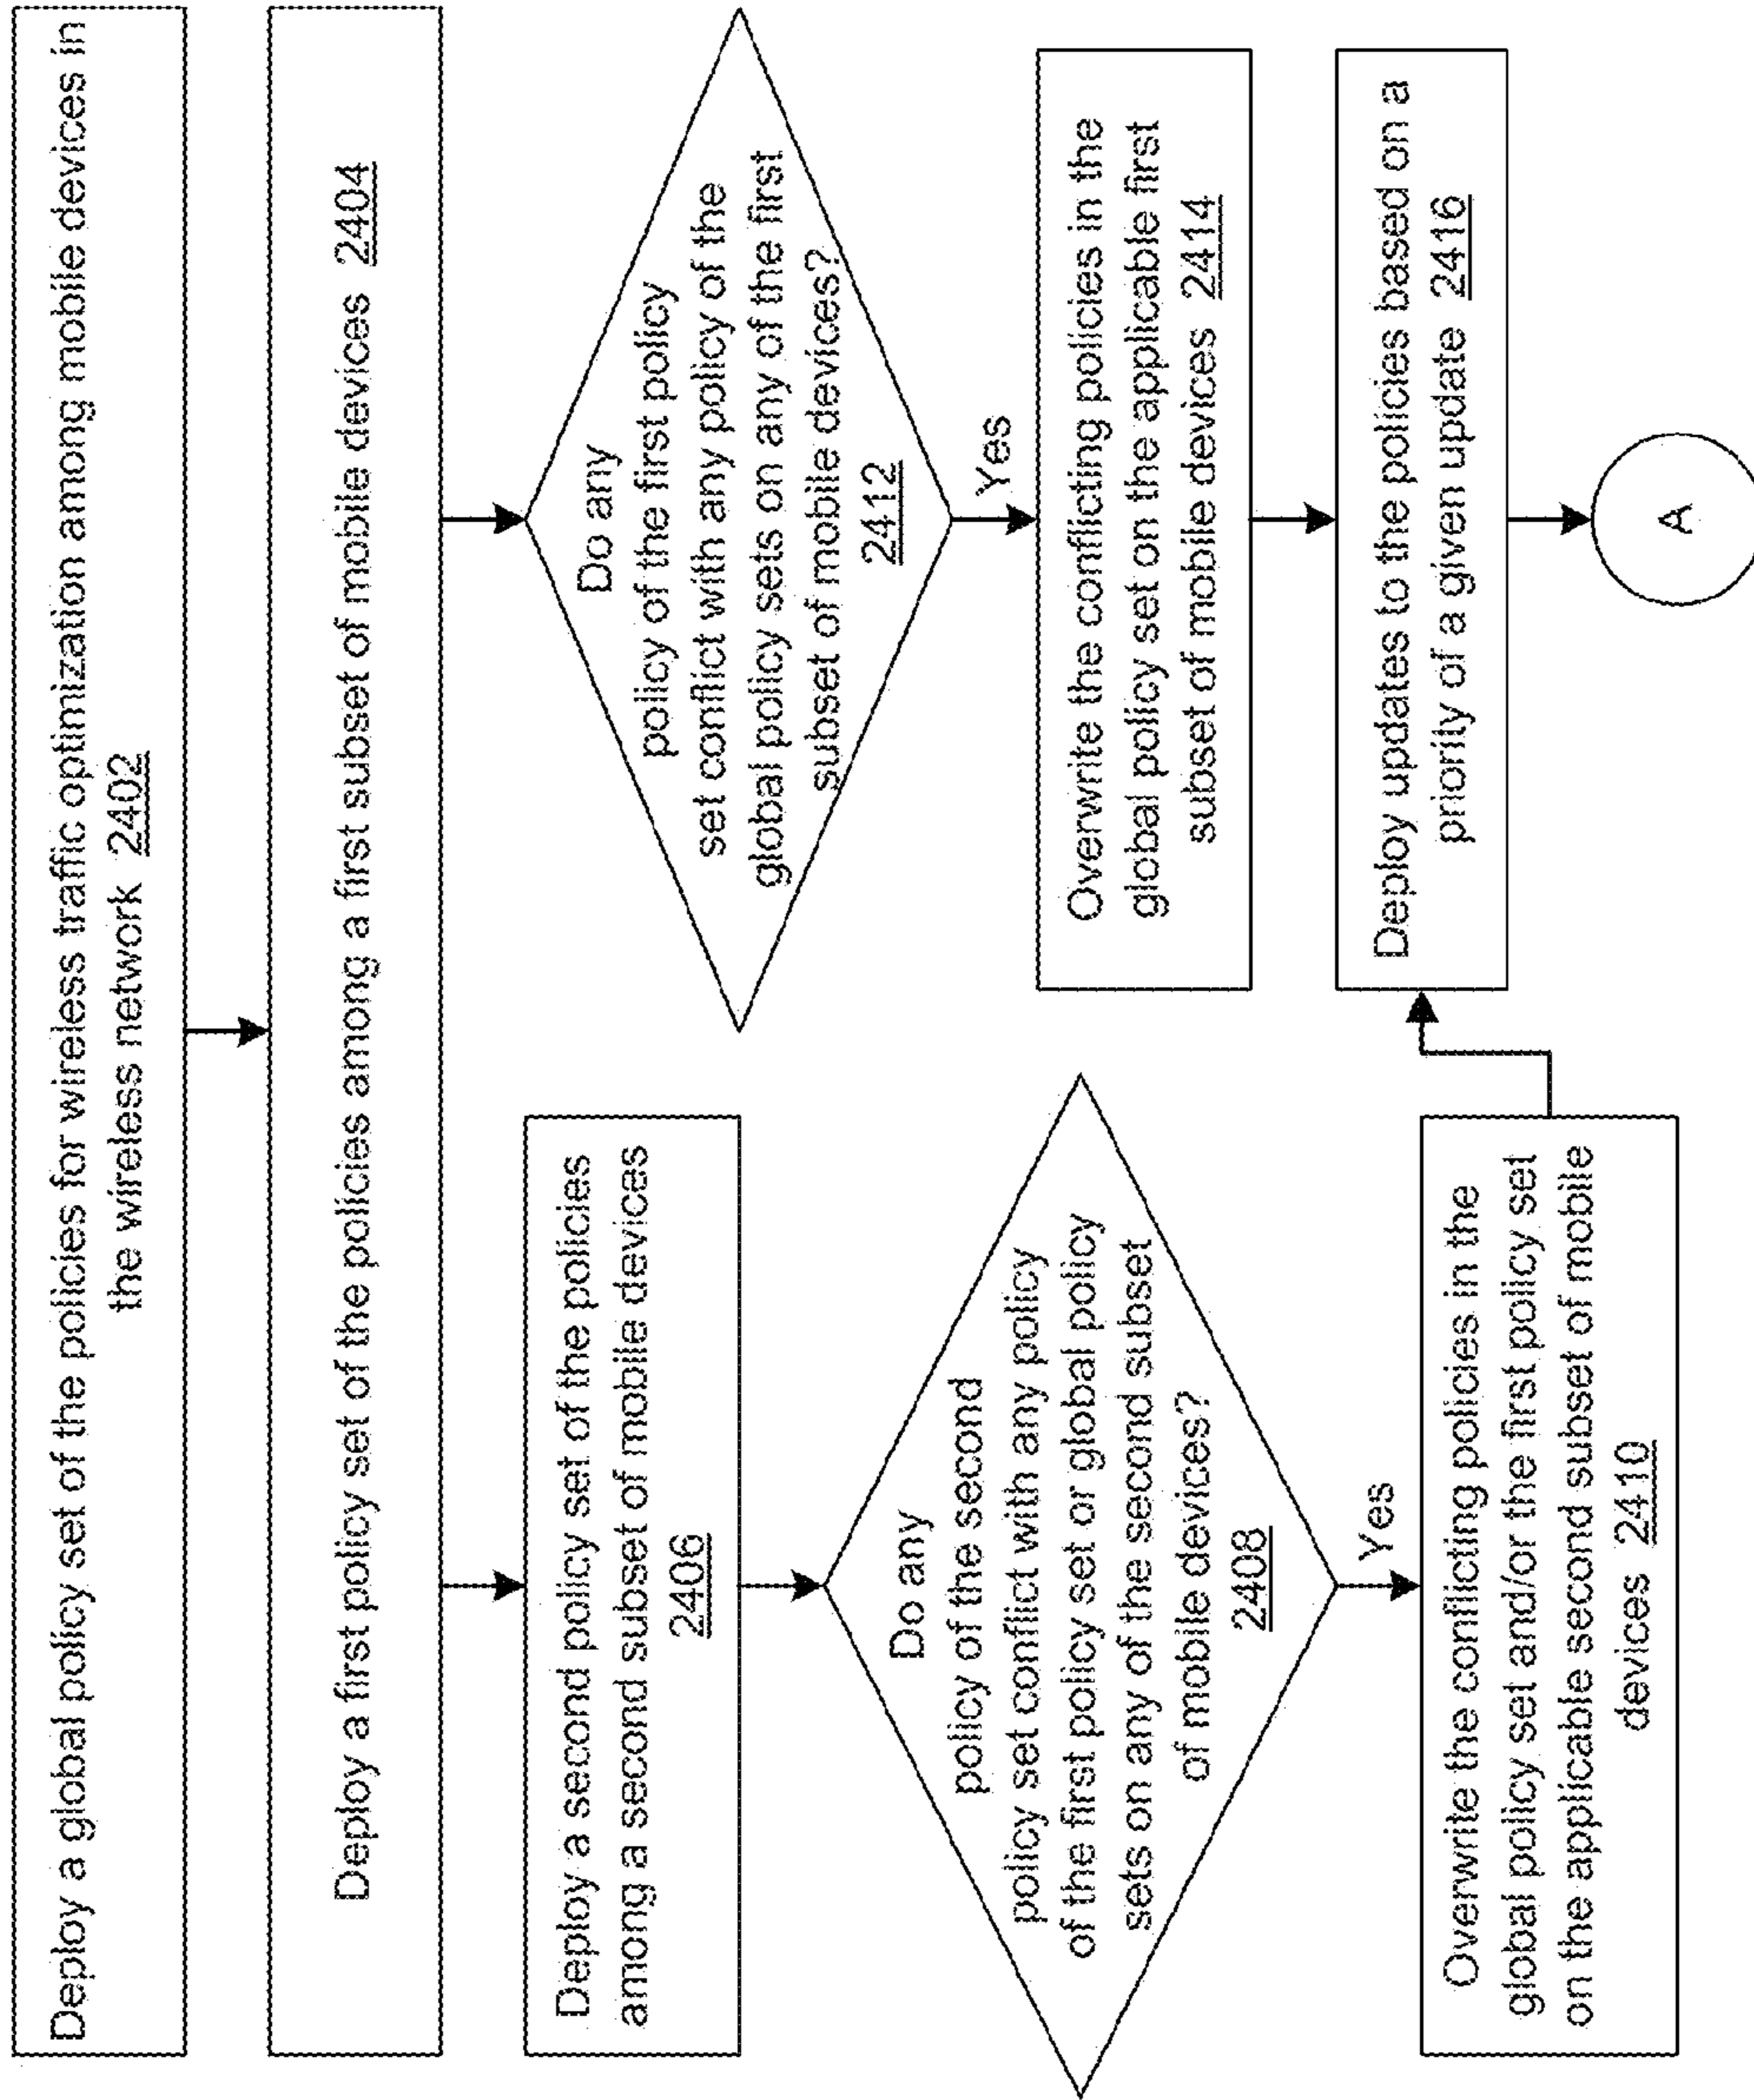 Deploy a global policy set of the policies for wireless traffic optimization among mobile devices in
the wireless network 2402
Deploy a first policy set of the policies among a first subset of mobile devices 2404
Deploy a second policy set of the policies
among a second subset of mobile devices
2406
Do any
policy of the second
policy set conflict with any policy
of the first policy set or global policy
sets on any of the second subset
of mobile devices?
2408
Yes
Overwrite the conflicting policies in the
global policy set and/or the first policy set
on the applicable second subset of mobile
devices 2410
Do any
policy of the first policy
set conflict with any policy of the
global policy sets on any of the first
subset of mobile devices?
2412
Yes
Overwrite the conflicting policies in the
global policy set on the applicable first
subset of mobile devices 2414
Deploy updates to the policies based on a
priority of a given update 2416
A